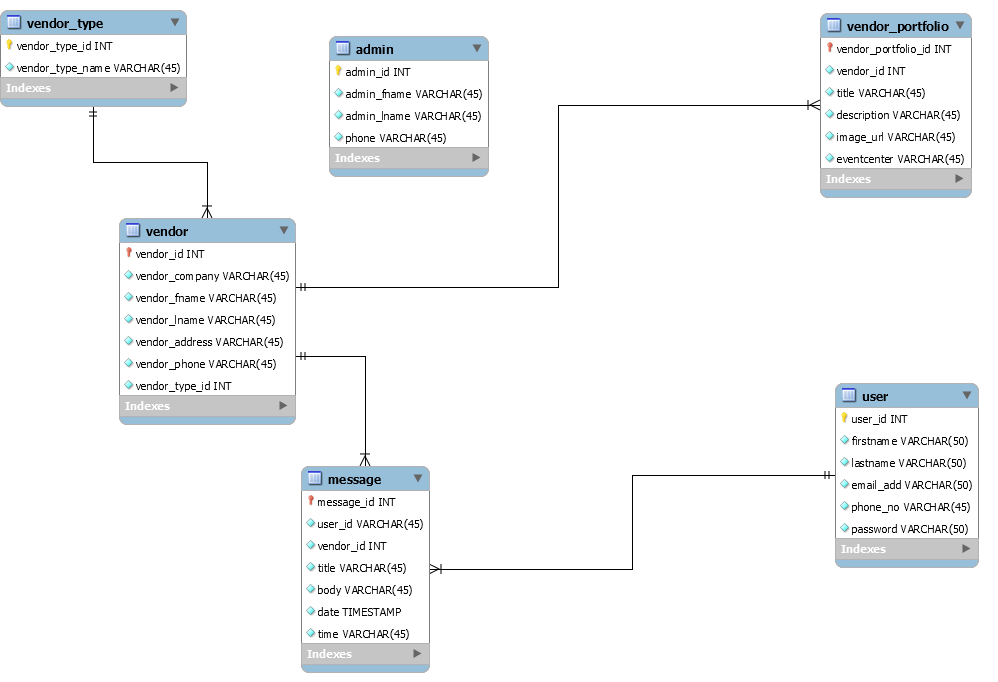 vendor_type
vendor_type_id INT
vendor_type_name VARCHAR(45)
Indexes
admin
admin_id INT
admin_fname VARCHAR(45)
admin_lname VARCHAR(45)
phone VARCHAR(45)
Indexes
vendor_portfolio
vendor_portfolio_id INT
vendor_id INT
title VARCHAR(45)
description VARCHAR(45)
image_url VARCHAR(45)
eventcenter VARCHAR(45)
Indexes
vendor
vendor_id INT
vendor_company VARCHAR(45)
vendor_fname VARCHAR(45)
vendor_lname VARCHAR(45)
vendor_address VARCHAR(45)
vendor_phone VARCHAR(45)
vendor_type_id INT
Indexes
message
message_id INT
user_id VARCHAR(45)
vendor_id INT
title VARCHAR(45)
body VARCHAR(45)
date TIMESTAMP
time VARCHAR(45)
Indexes
user
user_id INT
firstname VARCHAR(50)
lastname VARCHAR(50)
email_add VARCHAR(50)
phone_no VARCHAR(45)
password VARCHAR(50)
Indexes